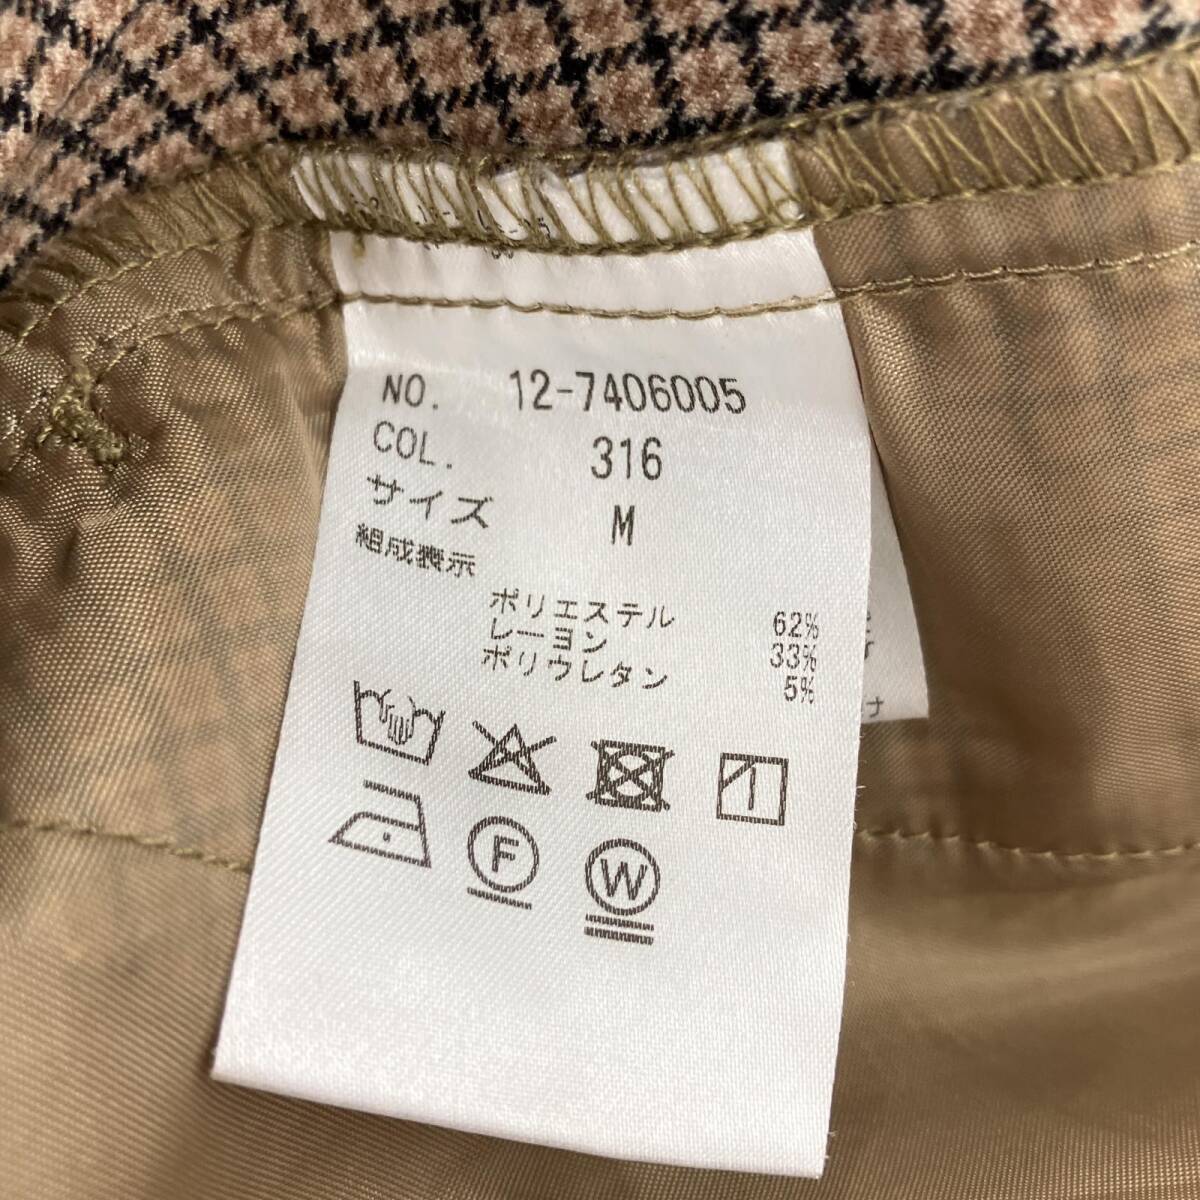 NO. 12-7406005
COL. 316
サイズ M
組成表示
ポリエステル 62%
レーヨン 33%
ポリウレタン 5%
F
W